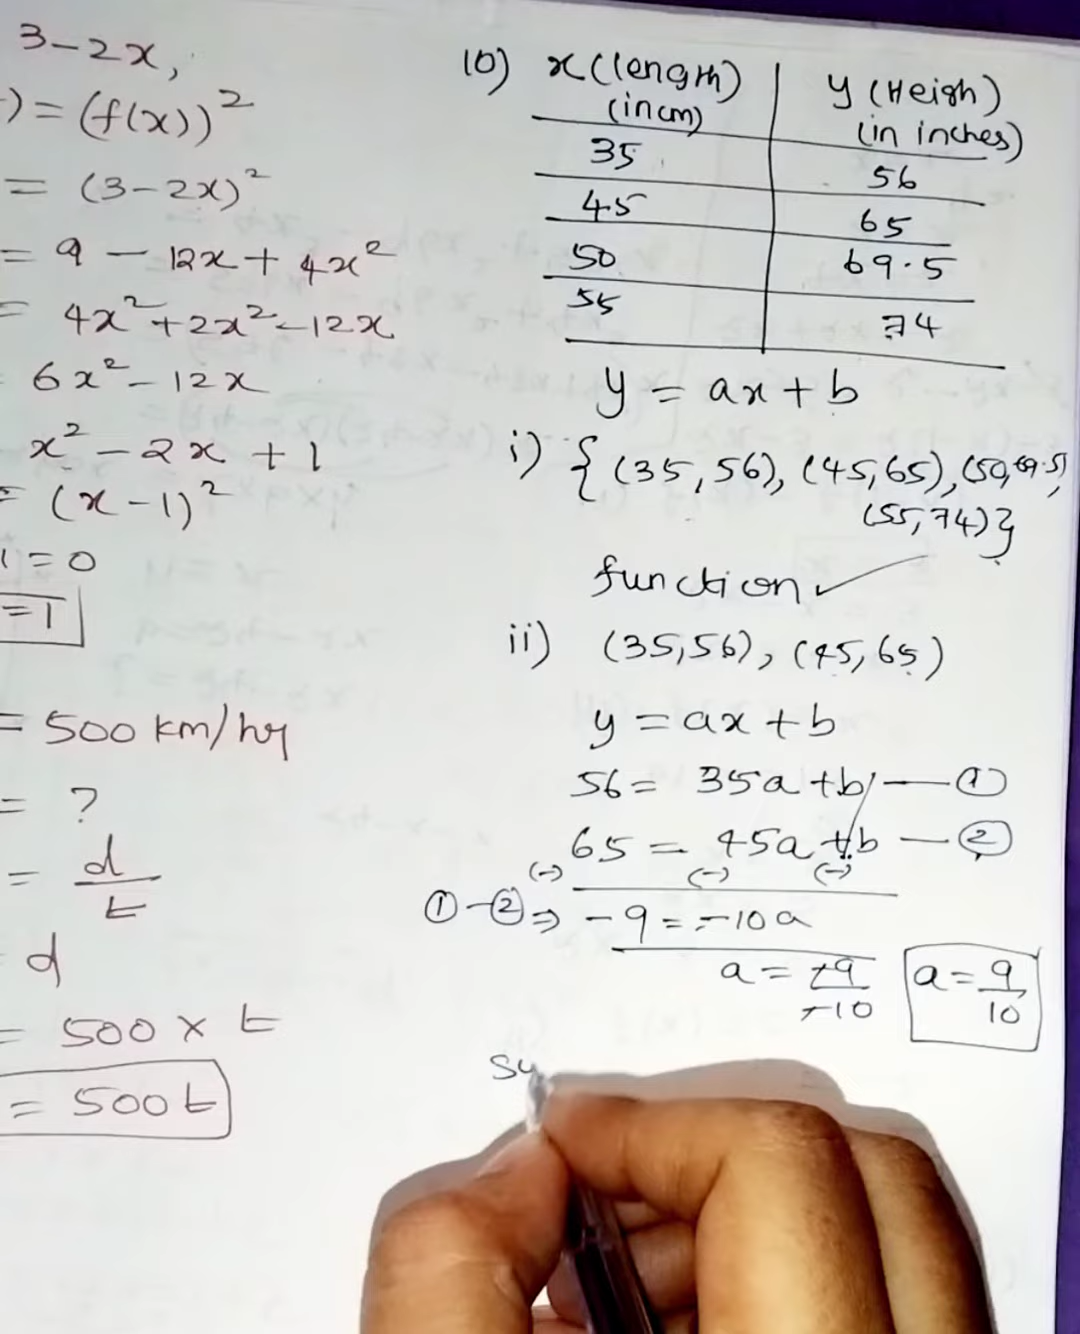 3-2x,
)=(f(x))²
= (3-2x)²
= 9 - 12x + 4x²
= 4x²+2x²-12x
6x²-12x
x²-2x+1
= (x-1)²
1=0
=1
= 500 km/hr
= ?
= d/t
d
= 500 x t
= 500t
10) x(length) (in cm) | y (Heigh) (in inches)
35 | 56
45 | 65
50 | 69.5
55 | 74
y = ax + b
i) {(35,56), (45,65), (50,69.5),
(55,74)}
function ✓
ii) (35,56), (45,65)
y = ax + b
56 = 35a + b — ①
65 = 45a + b — ②
(-) (-) (-)
① - ② ⇒ -9 = -10a
a = -9/-10 a = 9/10
su